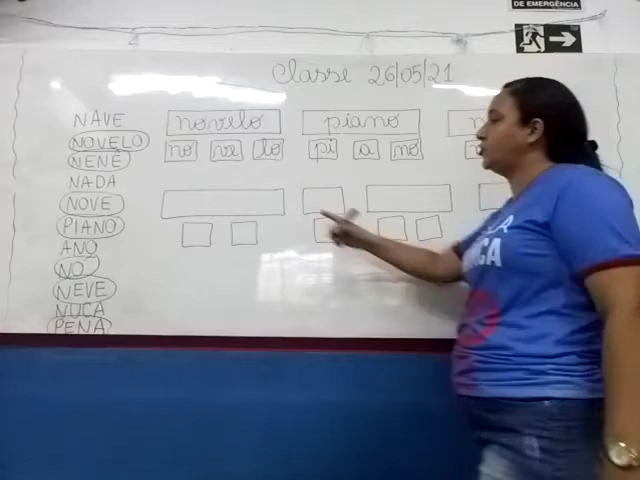 DE EMERGÊNCIA
Classe 26/05/21
NAVE
NOVELO
NENÊ
NADA
NOVE
PIANO
ANO
NO
NEVE
NUCA
PENA
novelo piano n
no ve lo pi a no